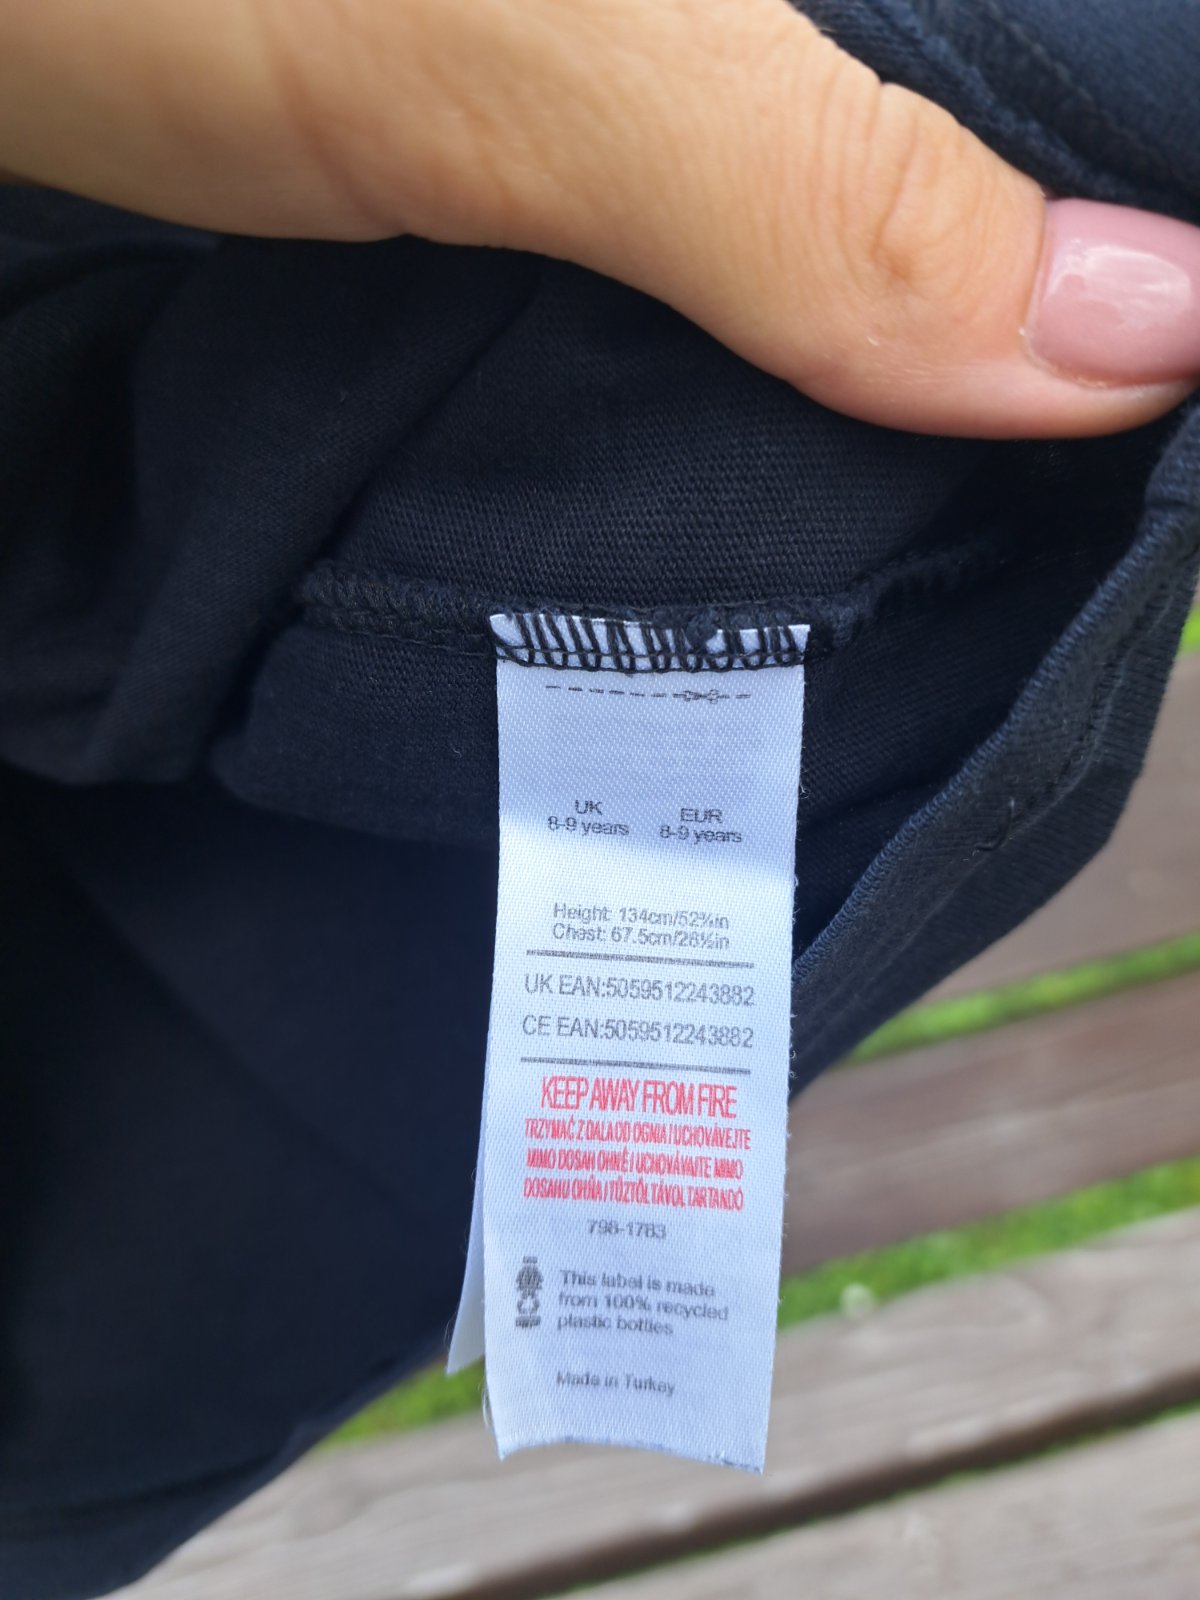 UK
8-9 years
EUR
8-9 years
Height: 134cm/52¾in
Chest: 67.5cm/26½in
UK EAN:5059512243882
CE EAN:5059512243882
KEEP AWAY FROM FIRE
TRZYMAĆ Z DALA OD OGNIA / UCHOVÁVEJTE
MIMO DOSAH OHNĚ / UCHOVÁVAJTE MIMO
DOSAHU OHŇA / TŰZTŐL TÁVOL TARTANDÓ
798-1783
This label is made
from 100% recycled
plastic bottles
Made in Turkey